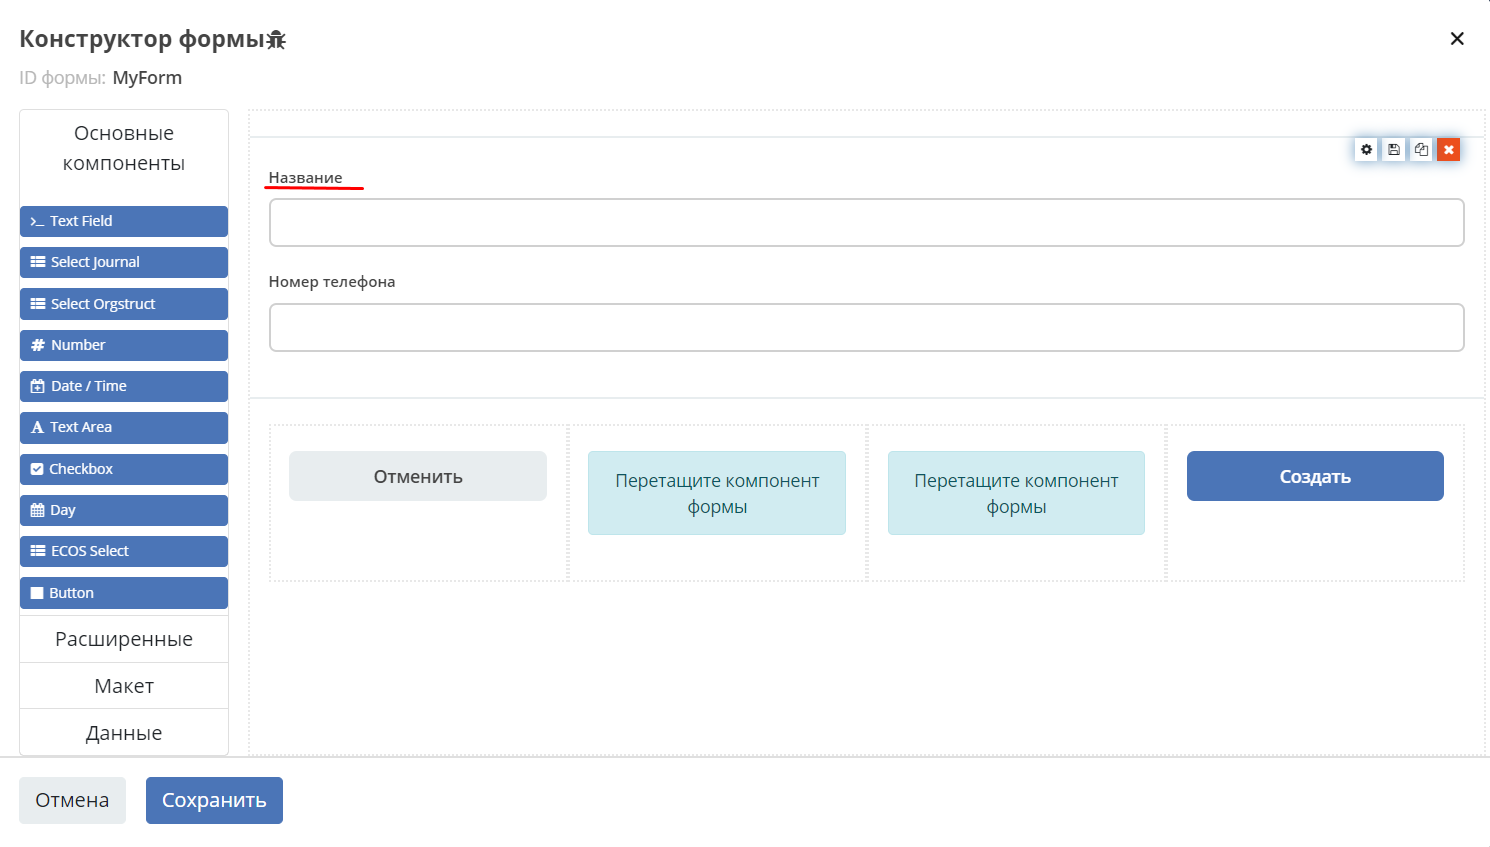 Конструктор формы
ID формы: MyForm
Основные
компоненты
Text Field
Select Journal
Select Orgstruct
Number
Date / Time
Text Area
Checkbox
Day
ECOS Select
Button
Расширенные
Макет
Данные
Название
Номер телефона
Отменить
Перетащите компонент
формы
Перетащите компонент
формы
Создать
Отмена
Сохранить